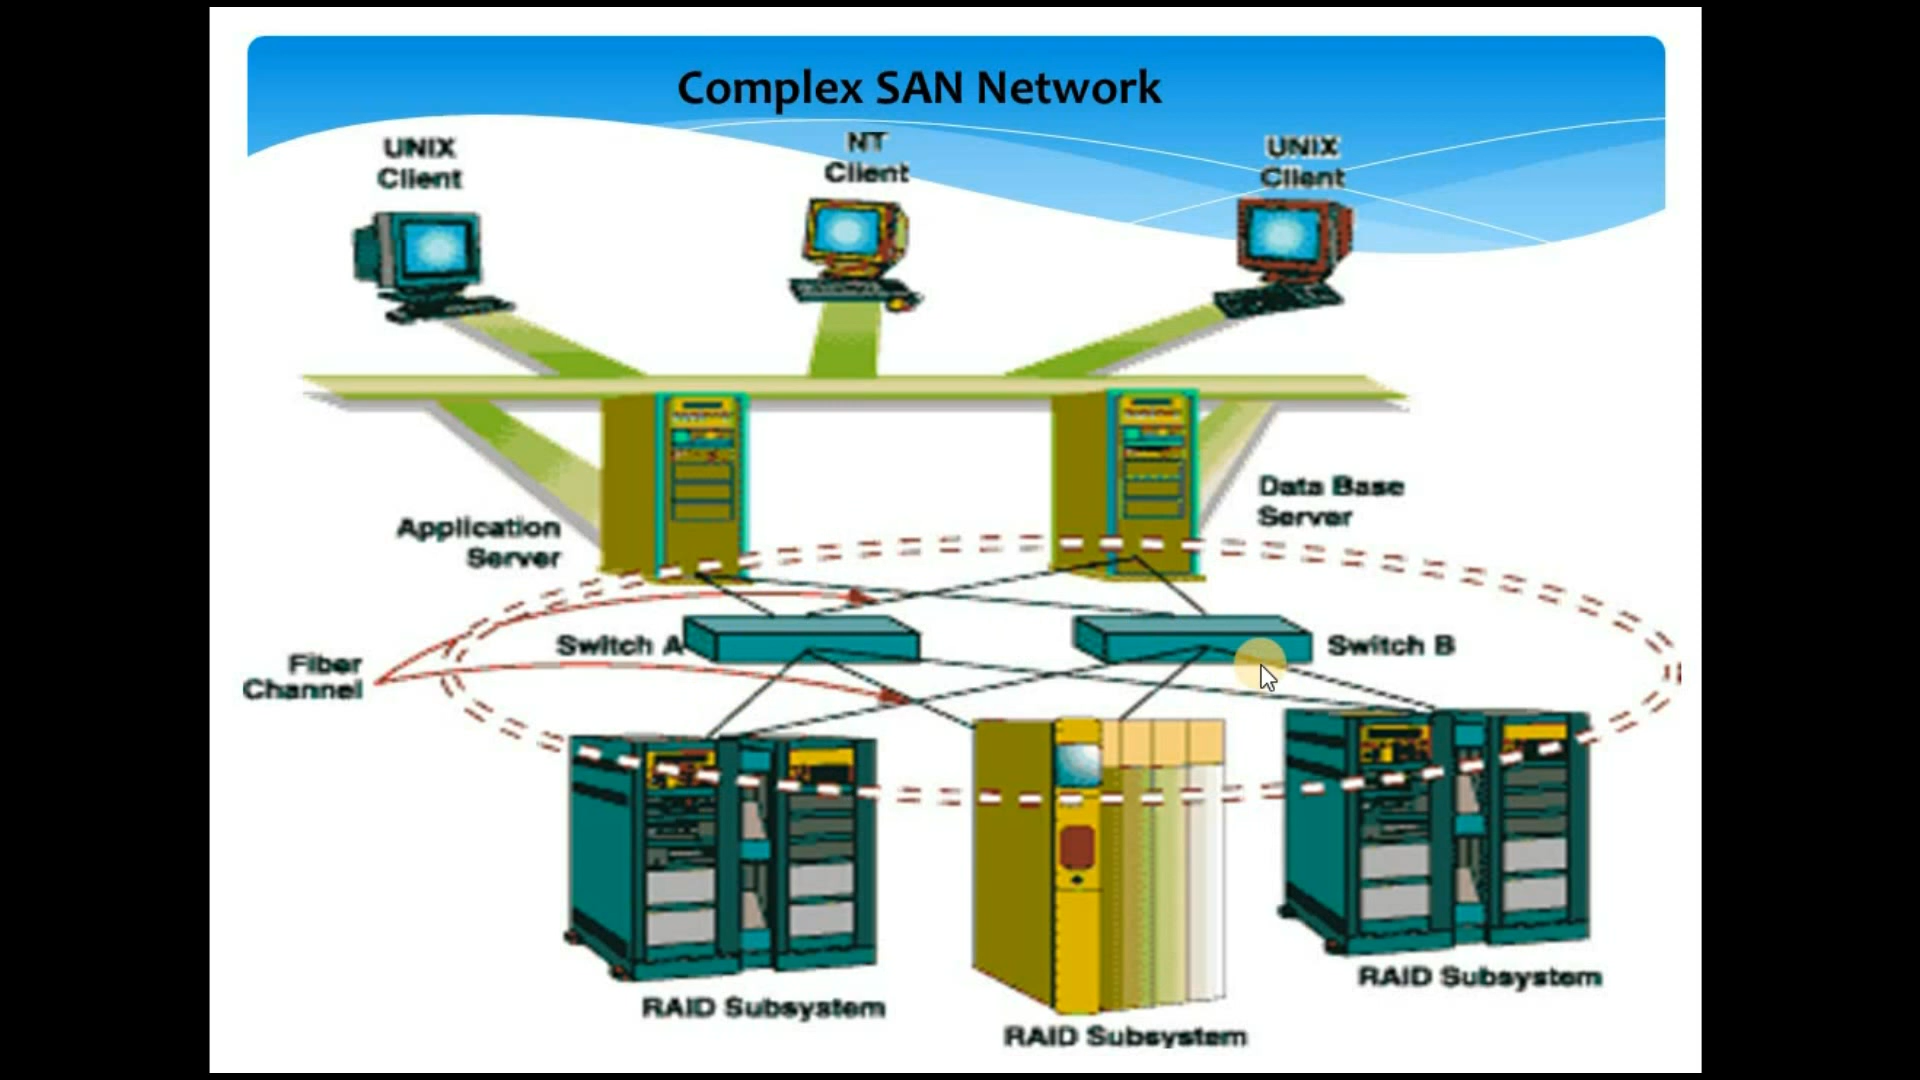 Complex SAN Network
UNIX
Client
NT
Client
UNIX
Client
Application
Server
Data Base
Server
Switch A
Switch B
Fiber
Channel
RAID Subsystem
RAID Subsystem
RAID Subsystem